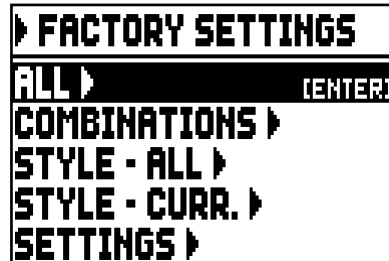 FACTORY SETTINGS
ALL [ENTER]
COMBINATIONS
STYLE - ALL
STYLE - CURR.
SETTINGS